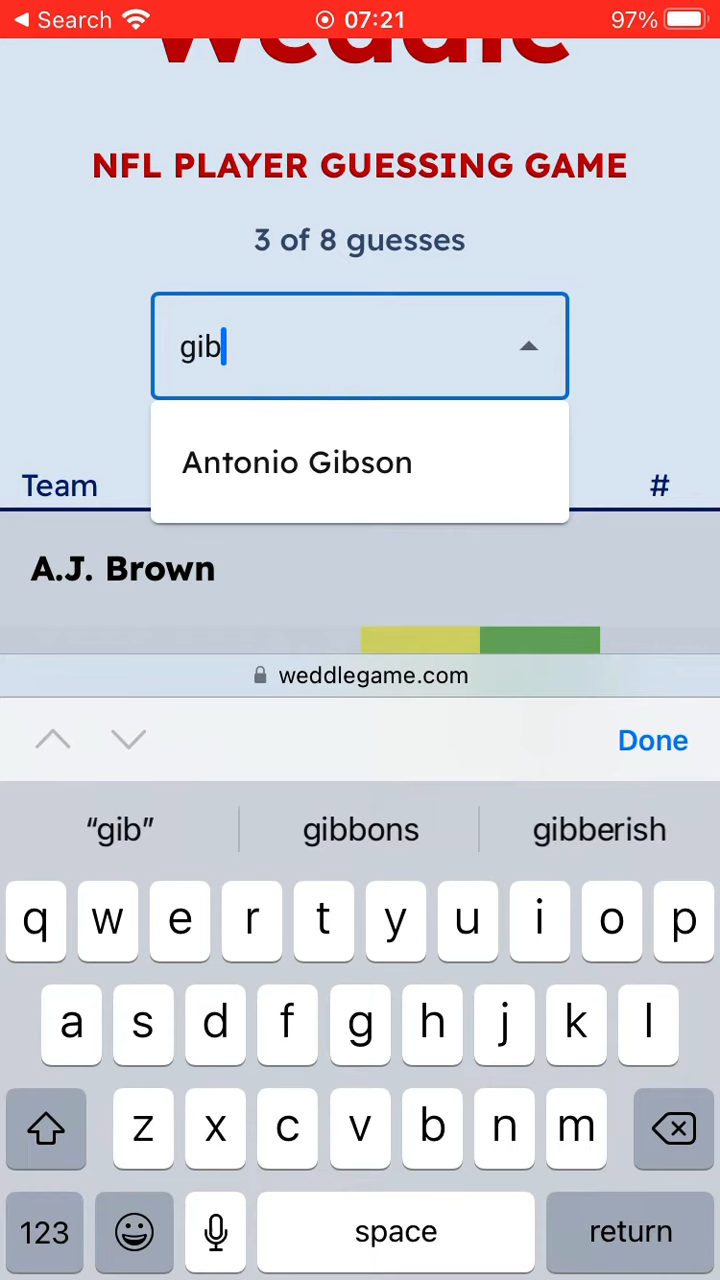 Search 07:21 97%
Weddle
NFL PLAYER GUESSING GAME
3 of 8 guesses
gib
Antonio Gibson
Team #
A.J. Brown
weddlegame.com
Done
“gib” gibbons gibberish
q w e r t y u i o p
a s d f g h j k l
z x c v b n m
123 space return